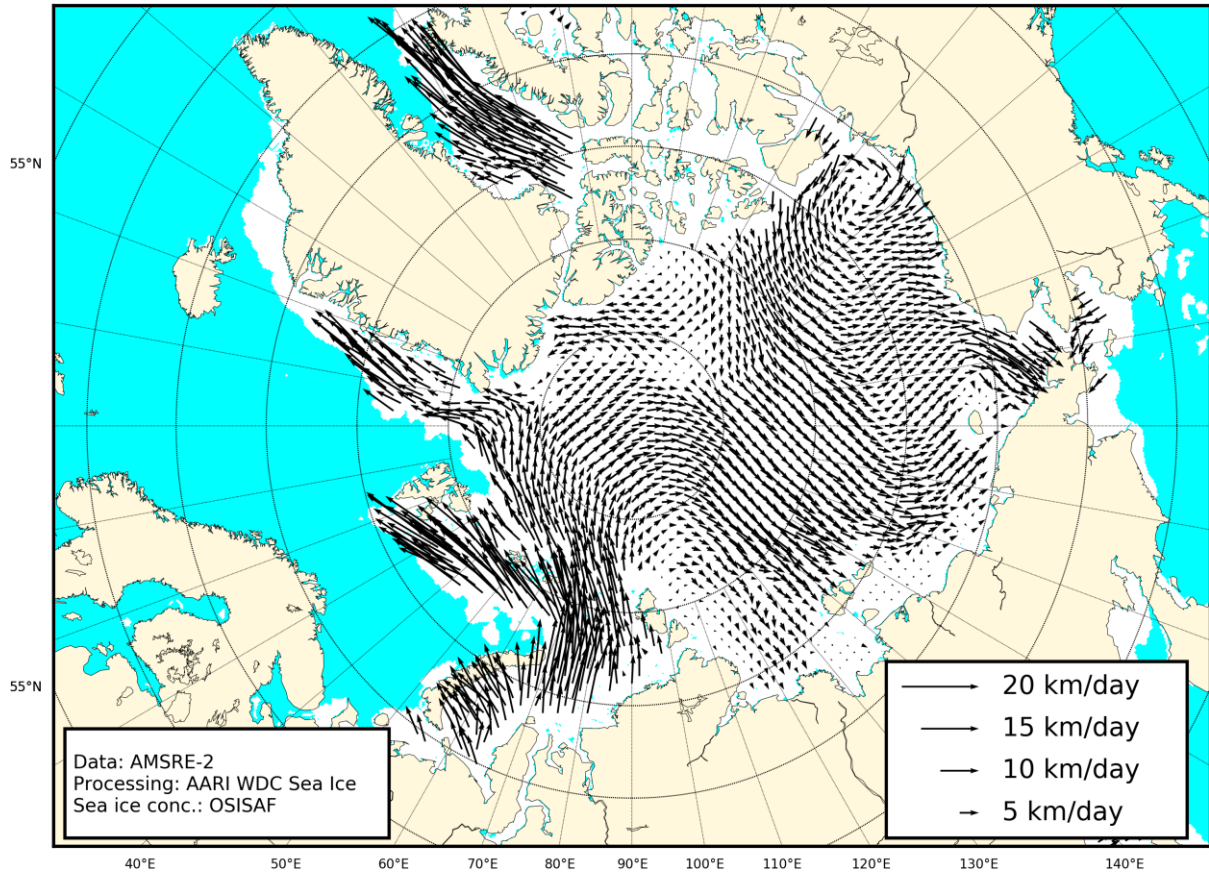 55°N
55°N
Data: AMSRE-2
Processing: AARI WDC Sea Ice
Sea ice conc.: OSISAF
20 km/day
15 km/day
10 km/day
5 km/day
40°E 50°E 60°E 70°E 80°E 90°E 100°E 110°E 120°E 130°E 140°E